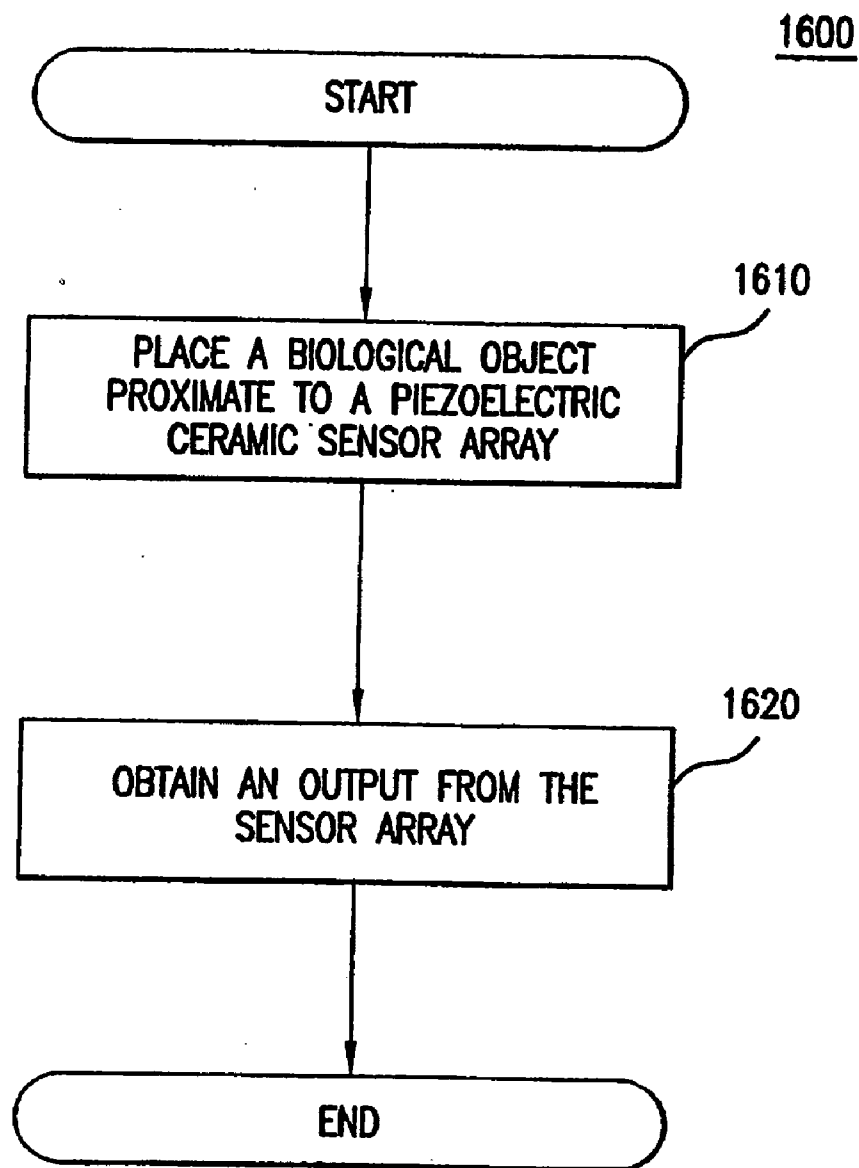 1600
START
1610
PLACE A BIOLOGICAL OBJECT
PROXIMATE TO A PIEZOELECTRIC
CERAMIC SENSOR ARRAY
1620
OBTAIN AN OUTPUT FROM THE
SENSOR ARRAY
END